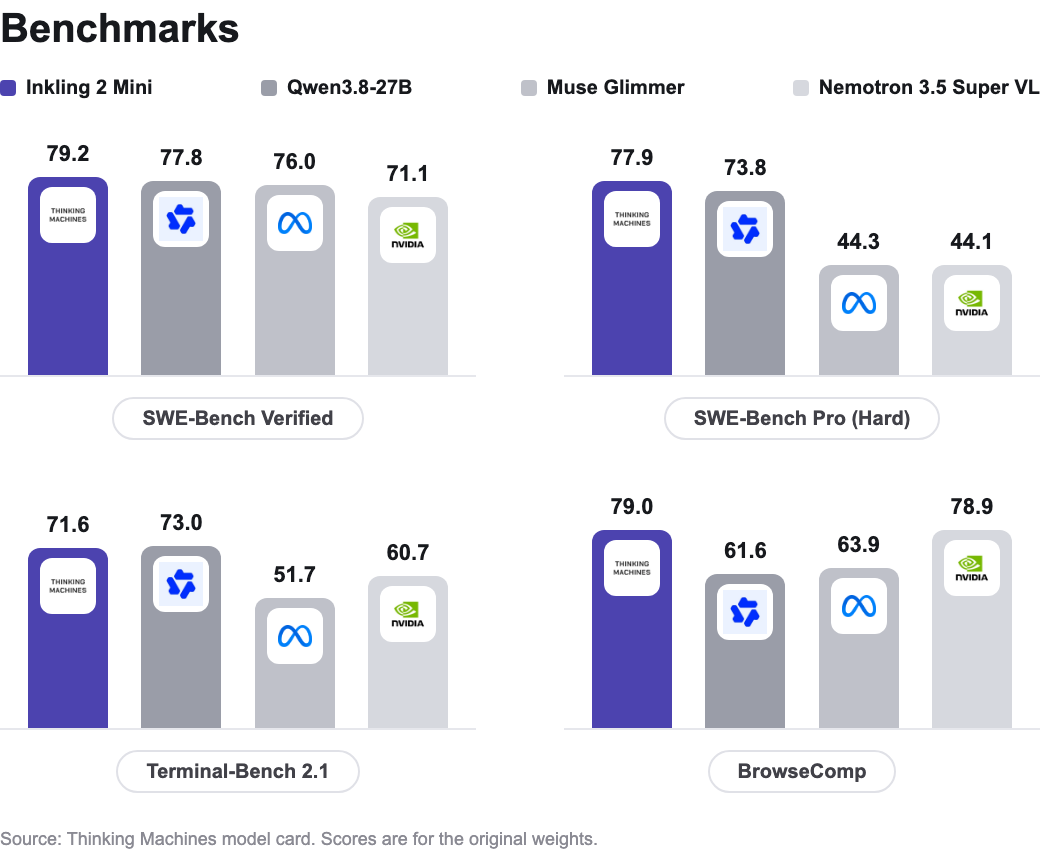 Benchmarks
Inkling 2 Mini
Qwen3.8-27B
Muse Glimmer
Nemotron 3.5 Super VL
79.2
77.8
76.0
71.1
THINKING
MACHINES
NVIDIA
SWE-Bench Verified
77.9
73.8
44.3
44.1
THINKING
MACHINES
NVIDIA
SWE-Bench Pro (Hard)
71.6
73.0
51.7
60.7
THINKING
MACHINES
NVIDIA
Terminal-Bench 2.1
79.0
61.6
63.9
78.9
THINKING
MACHINES
NVIDIA
BrowseComp
Source: Thinking Machines model card. Scores are for the original weights.